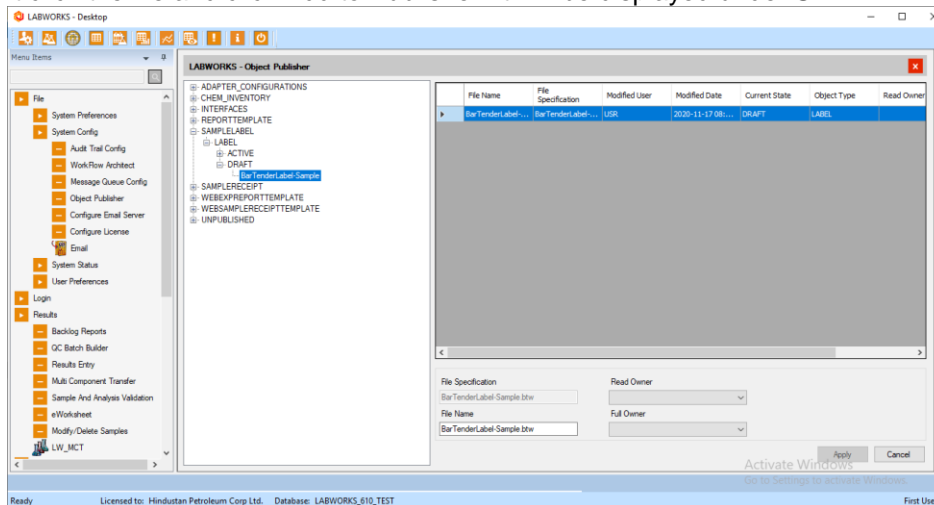 LABWORKS - Desktop
Menu Items
File
System Preferences
System Config
Audit Trail Config
WorkFlow Architect
Message Queue Config
Object Publisher
Configure Email Server
Configure License
Email
System Status
User Preferences
Login
Results
Backlog Reports
QC Batch Builder
Results Entry
Multi Component Transfer
Sample And Analysis Validation
eWorksheet
Modify/Delete Samples
LW_MCT
LABWORKS - Object Publisher
ADAPTER_CONFIGURATIONS
CHEM_INVENTORY
INTERFACES
REPORTTEMPLATE
SAMPLELABEL
LABEL
ACTIVE
DRAFT
BarTenderLabel-Sample
SAMPLERECEIPT
WEBEXPREPORTTEMPLATE
WEBSAMPLERECEIPTTEMPLATE
UNPUBLISHED
File Name File Specification Modified User Modified Date Current State Object Type Read Owner
BarTenderLabel-... BarTenderLabel-... USR 2020-11-17 08:... DRAFT LABEL
File Specification Read Owner
BarTenderLabel-Sample.btw
File Name Full Owner
BarTenderLabel-Sample.btw
Apply Cancel
Activate Windows
Go to Settings to activate Windows.
Ready Licensed to: Hindustan Petroleum Corp Ltd. Database: LABWORKS_610_TEST First Use